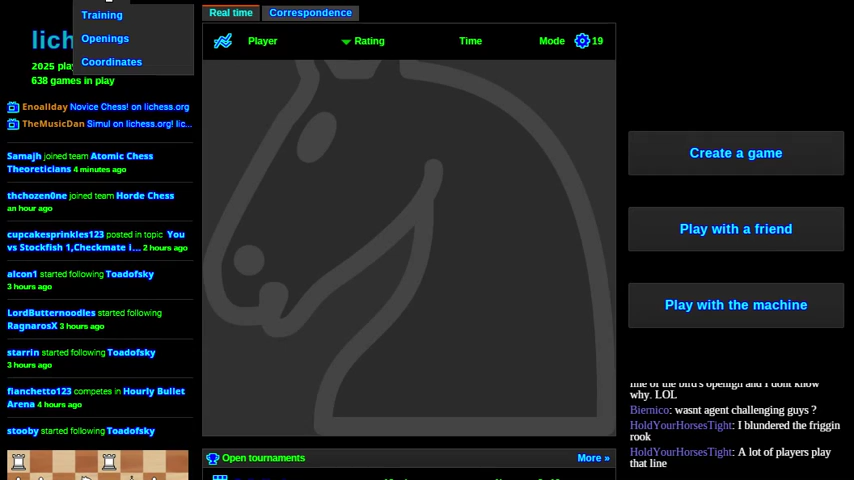 Training
Openings
Coordinates
lich
2025 pla
638 games in play
Enoallday Novice Chess! on lichess.org
TheMusicDan Simul on lichess.org! lic...
Samajh joined team Atomic Chess
Theoreticians 4 minutes ago
thchozen0ne joined team Horde Chess
an hour ago
cupcakesprinkles123 posted in topic You
vs Stockfish 1,Checkmate i... 2 hours ago
alcon1 started following Toadofsky
3 hours ago
LordButternoodles started following
RagnarosX 3 hours ago
starrin started following Toadofsky
3 hours ago
fianchetto123 competes in Hourly Bullet
Arena 4 hours ago
stooby started following Toadofsky
Real time Correspondence
Player Rating Time Mode 19
Open tournaments More »
Create a game
Play with a friend
Play with the machine
line of the bird's openign and I dont know
why. LOL
Biernico: wasnt agent challenging guys ?
HoldYourHorsesTight: I blundered the friggin
rook
HoldYourHorsesTight: A lot of players play
that line